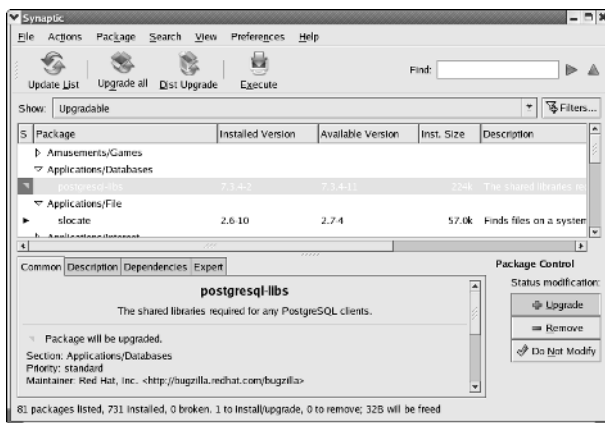 Synaptic
File Actions Package Search View Preferences Help
Update List Upgrade all Dist Upgrade Execute Find:
Show: Upgradable Filters...
S Package Installed Version Available Version Inst. Size Description
Amusements/Games
Applications/Databases
postgresql-libs 7.3.4-2 7.3.4-11 224k The shared libraries re
Applications/File
slocate 2.6-10 2.7-4 57.0k Finds files on a system
Applications/Internet
Common Description Dependencies Expert Package Control
postgresql-libs Status modification:
The shared libraries required for any PostgreSQL clients. Upgrade
Package will be upgraded. Remove
Section: Applications/Databases Do Not Modify
Priority: standard
Maintainer: Red Hat, Inc. <http://bugzilla.redhat.com/bugzilla>
81 packages listed, 731 installed, 0 broken. 1 to install/upgrade, 0 to remove; 32B will be freed